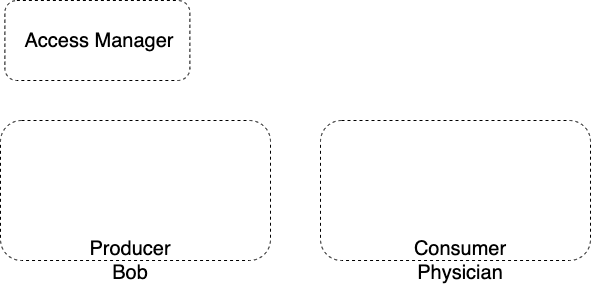 Access Manager
Producer
Bob
Consumer
Physician